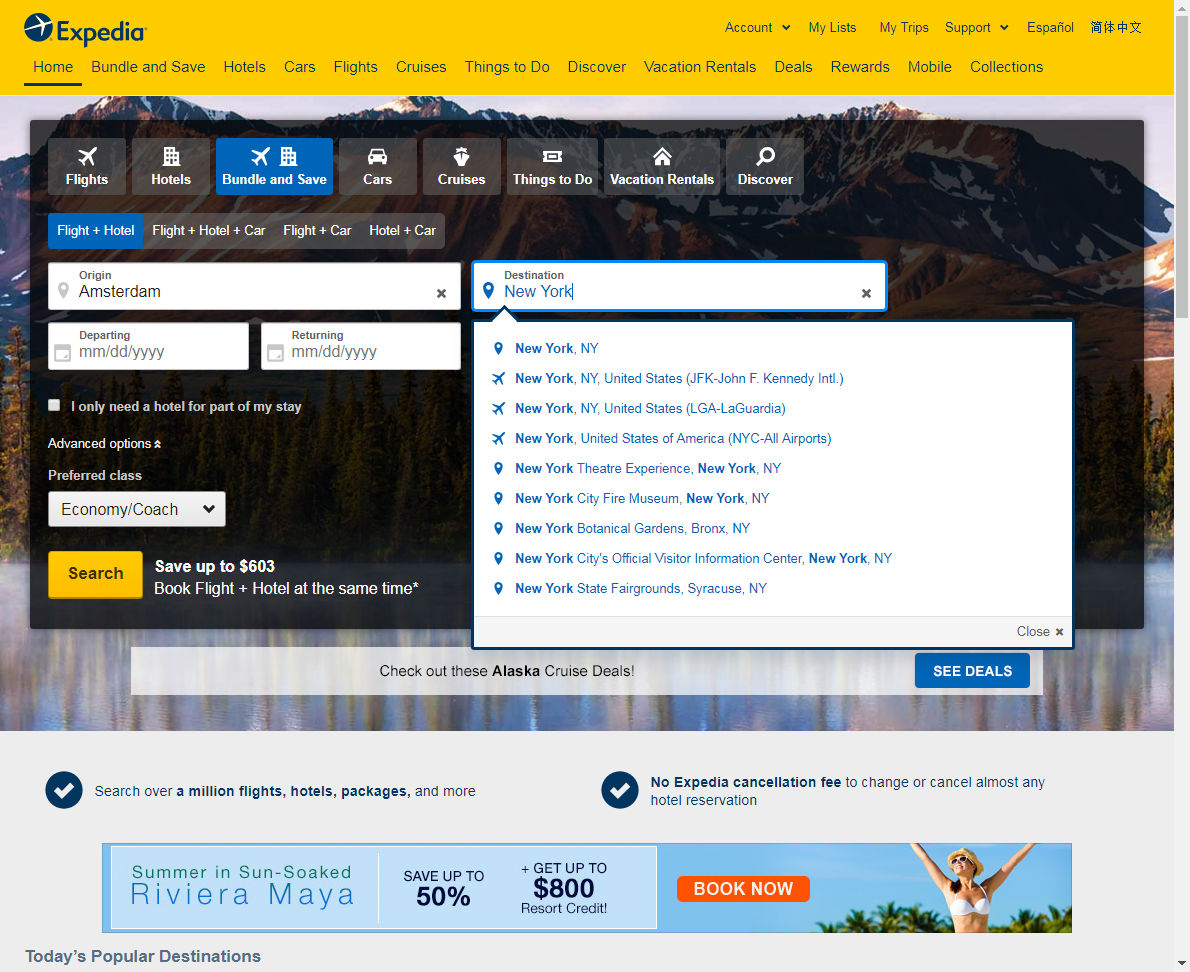 Expedia
Account My Lists My Trips Support Español 简体中文
Home Bundle and Save Hotels Cars Flights Cruises Things to Do Discover Vacation Rentals Deals Rewards Mobile Collections
Flights Hotels Bundle and Save Cars Cruises Things to Do Vacation Rentals Discover
Flight + Hotel Flight + Hotel + Car Flight + Car Hotel + Car
Origin
Amsterdam
Destination
New York
Departing
mm/dd/yyyy
Returning
mm/dd/yyyy
I only need a hotel for part of my stay
Advanced options
Preferred class
Economy/Coach
Search
Save up to $603
Book Flight + Hotel at the same time*
New York, NY
New York, NY, United States (JFK-John F. Kennedy Intl.)
New York, NY, United States (LGA-LaGuardia)
New York, United States of America (NYC-All Airports)
New York Theatre Experience, New York, NY
New York City Fire Museum, New York, NY
New York Botanical Gardens, Bronx, NY
New York City's Official Visitor Information Center, New York, NY
New York State Fairgrounds, Syracuse, NY
Close
Check out these Alaska Cruise Deals!
SEE DEALS
Search over a million flights, hotels, packages, and more
No Expedia cancellation fee to change or cancel almost any
hotel reservation
Summer in Sun-Soaked
Riviera Maya
SAVE UP TO
50%
+ GET UP TO
$800
Resort Credit!
BOOK NOW
Today's Popular Destinations